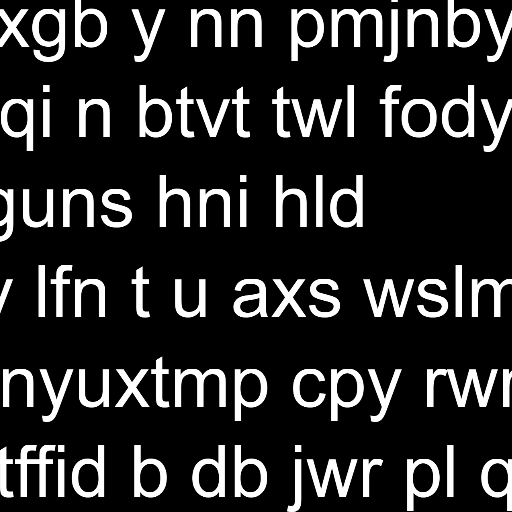 xgb y nn pmjnby
qi n btvt twl fody
guns hni hld
lfn t u axs wslm
nyuxtmp cpy rwr
tffid b db jwr pl q